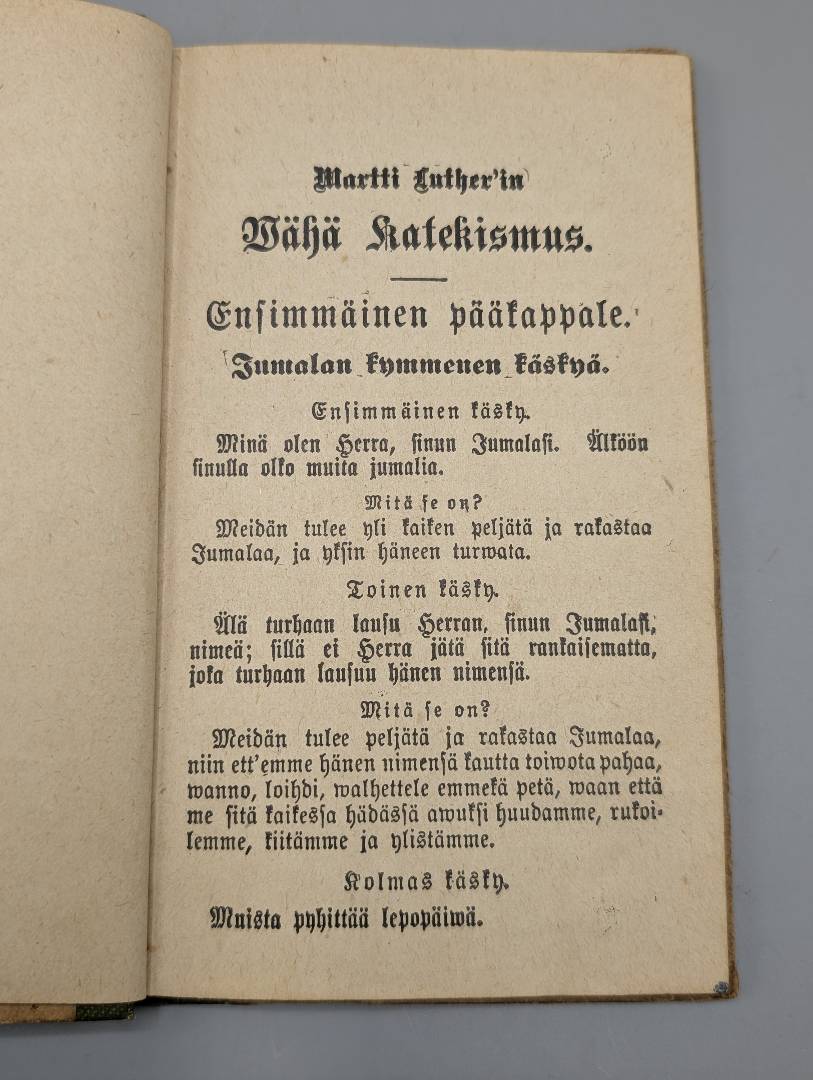 Martti Luther'in
Wähä Katekismus.
Ensimmäinen pääkappale.
Jumalan kymmenen käskyä.
Ensimmäinen käsky.
Minä olen Herra, sinun Jumalasi. Älköön
sinulla olko muita jumalia.
Mitä se on?
Meidän tulee yli kaiken peljätä ja rakastaa
Jumalaa, ja yksin häneen turwata.
Toinen käsky.
Älä turhaan lausu Herran, sinun Jumalasi,
nimeä; sillä ei Herra jätä sitä rankaisematta,
joka turhaan lausuu hänen nimensä.
Mitä se on?
Meidän tulee peljätä ja rakastaa Jumalaa,
niin ett'emme hänen nimensä kautta toiwota pahaa,
wanno, loihdi, walhettele emmekä petä, waan että
me sitä kaikessa hädässä awuksi huudamme, rukoi-
lemme, kiitämme ja ylistämme.
Kolmas käsky.
Muista pyhittää lepopäiwä.